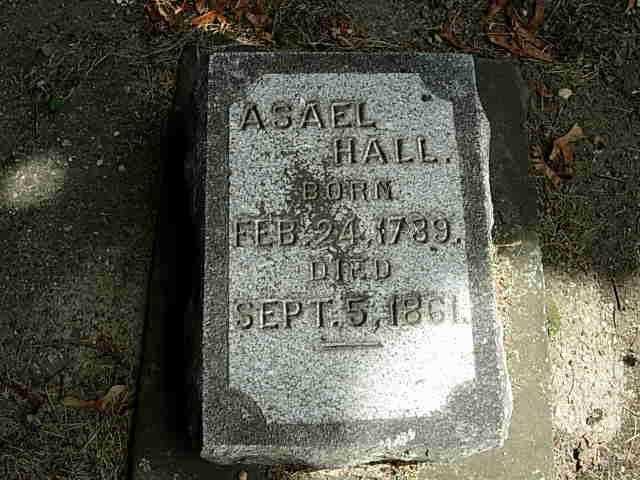 ASAEL
HALL.
BORN
FEB. 24, 1789.
DIED
SEPT. 5, 1861.